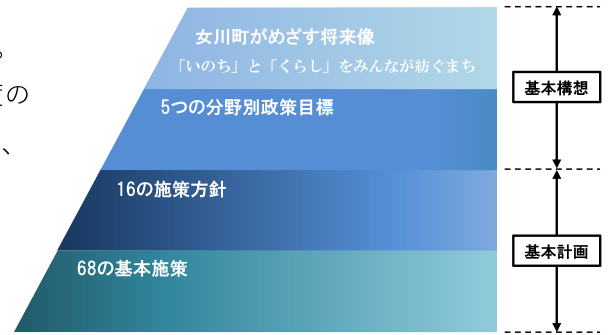 女川町がめざす将来像
「いのち」と「くらし」をみんなが紡ぐまち
5つの分野別政策目標
16の施策方針
68の基本施策
基本構想
基本計画
。
の
、